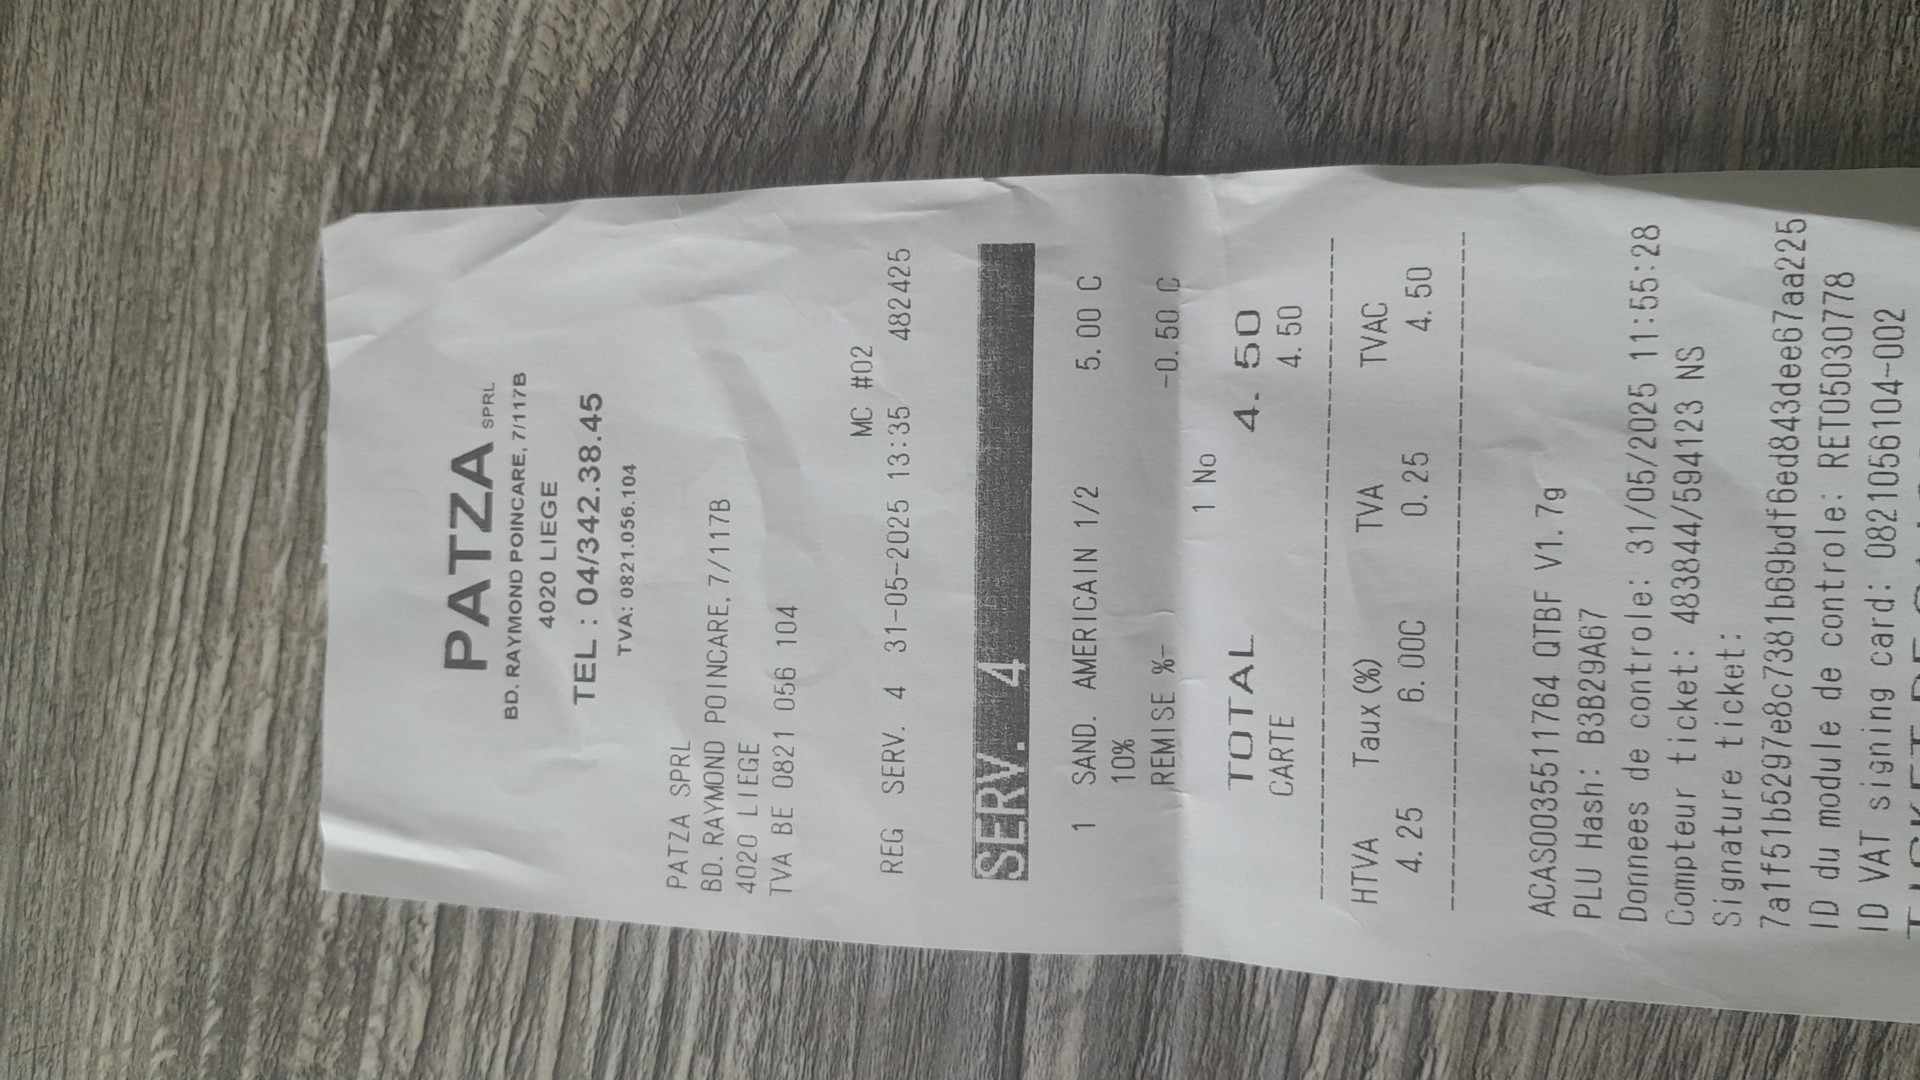 PATZA SPRL
BD. RAYMOND POINCARE, 7/117B
4020 LIEGE
TEL : 04/342.38.45
TVA: 0821.056.104
PATZA SPRL
BD. RAYMOND POINCARE, 7/117B
4020 LIEGE
TVA BE 0821 056 104
MC #02
REG SERV. 4 31-05-2025 13:35 482425
SERV. 4
1 SAND. AMERICAIN 1/2 5.00 C
10%
REMISE %- -0.50 C
1 No
TOTAL 4.50
CARTE 4.50
HTVA Taux(%) TVA TVAC
4.25 6.00C 0.25 4.50
ACAS0035511764 QTBF V1.7g
PLU Hash: B3B29A67
Donnees de controle: 31/05/2025 11:55:28
Compteur ticket: 483844/594123 NS
Signature ticket:
7a1f51b5297e8c7381b69bdf6ed843dee67aa225
ID du module de controle: RET05030778
ID VAT signing card: 0821056104-002